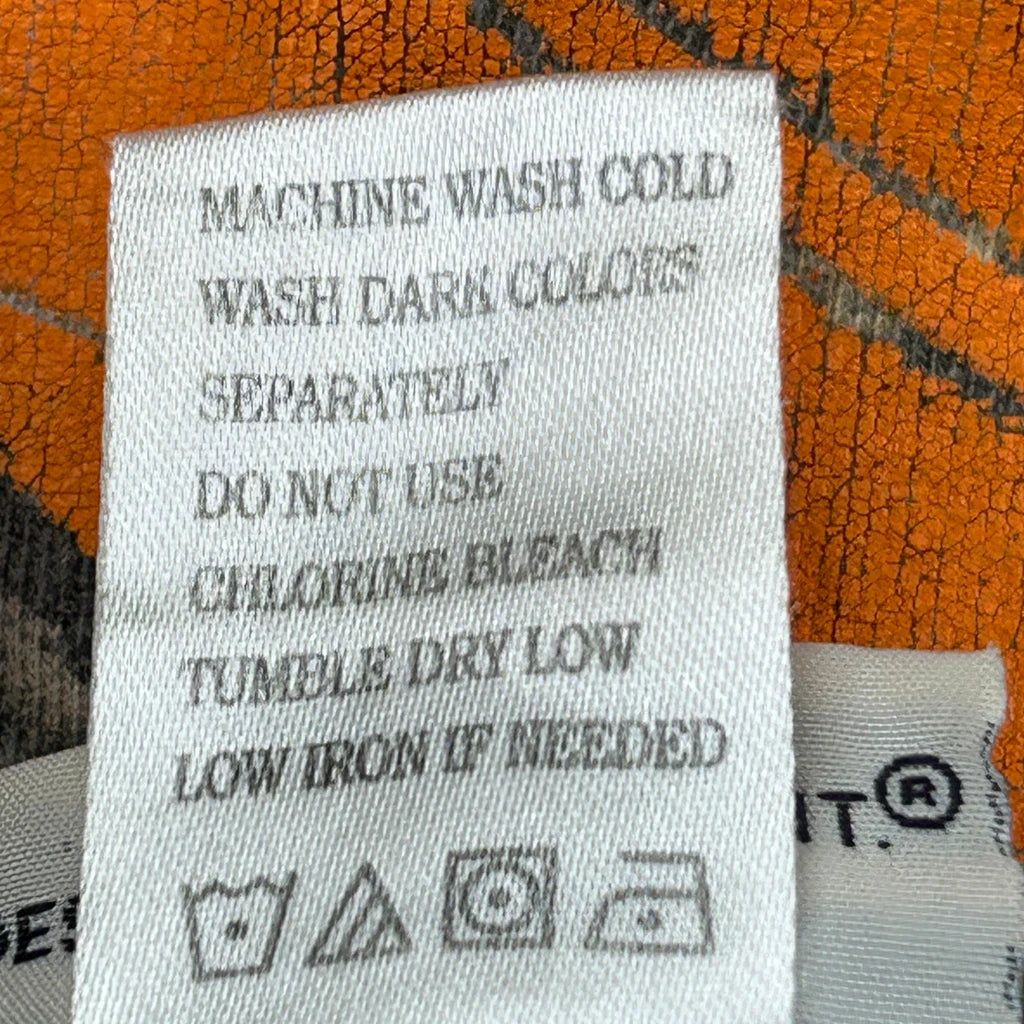 MACHINE WASH COLD
WASH DARK COLORS
SEPARATELY
DO NOT USE
CHLORINE BLEACH
TUMBLE DRY LOW
LOW IRON IF NEEDED